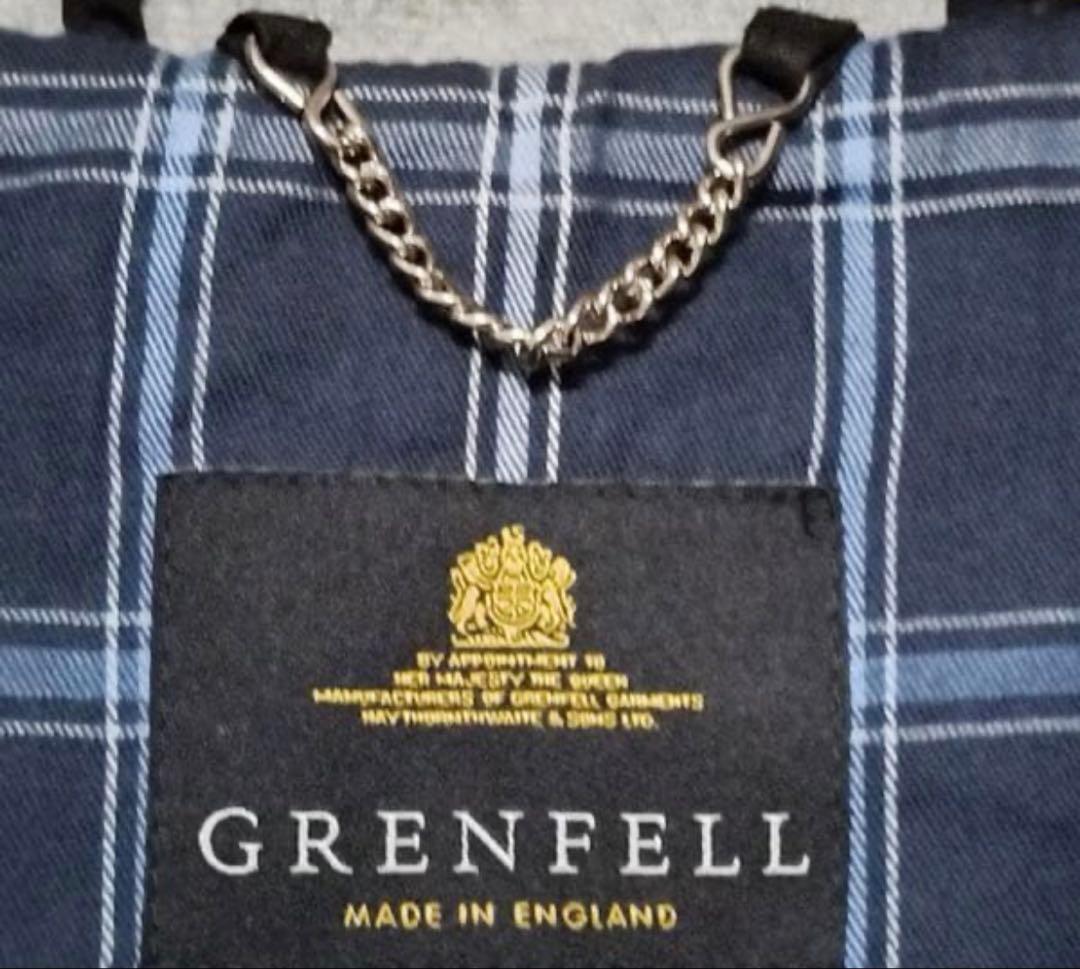 BY APPOINTMENT TO
HER MAJESTY THE QUEEN
MANUFACTURERS OF GRENFELL GARMENTS
HAYTHORNTHWAITE & SONS LTD.
GRENFELL
MADE IN ENGLAND